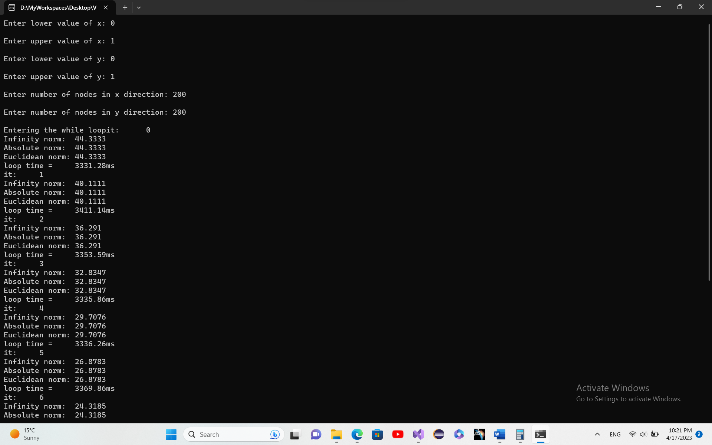 D:\MyWorkspaces\Desktop\W
Enter lower value of x: 0
Enter upper value of x: 1
Enter lower value of y: 0
Enter upper value of y: 1
Enter number of nodes in x direction: 200
Enter number of nodes in y direction: 200
Entering the while loopit: 0
Infinity norm: 44.3333
Absolute norm: 44.3333
Euclidean norm: 44.3333
loop time = 3331.28ms
it: 1
Infinity norm: 40.1111
Absolute norm: 40.1111
Euclidean norm: 40.1111
loop time = 3411.14ms
it: 2
Infinity norm: 36.291
Absolute norm: 36.291
Euclidean norm: 36.291
loop time = 3353.59ms
it: 3
Infinity norm: 32.8347
Absolute norm: 32.8347
Euclidean norm: 32.8347
loop time = 3335.86ms
it: 4
Infinity norm: 29.7076
Absolute norm: 29.7076
Euclidean norm: 29.7076
loop time = 3336.26ms
it: 5
Infinity norm: 26.8783
Absolute norm: 26.8783
Euclidean norm: 26.8783
loop time = 3369.86ms
it: 6
Infinity norm: 24.3185
Absolute norm: 24.3185
Activate Windows
Go to Settings to activate Windows.
15°C
Sunny
Search
ENG
10:21 PM
4/17/2023